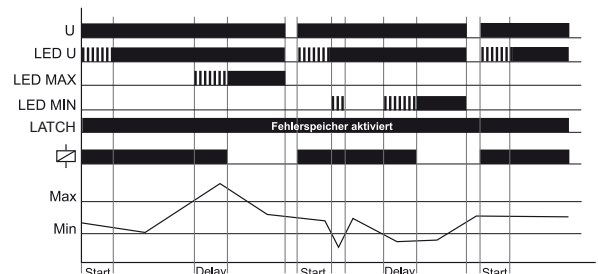 U
LED U
LED MAX
LED MIN
LATCH
Fehlerspeicher aktiviert
Max
Min
Start
Delay
Start
Delay
Start